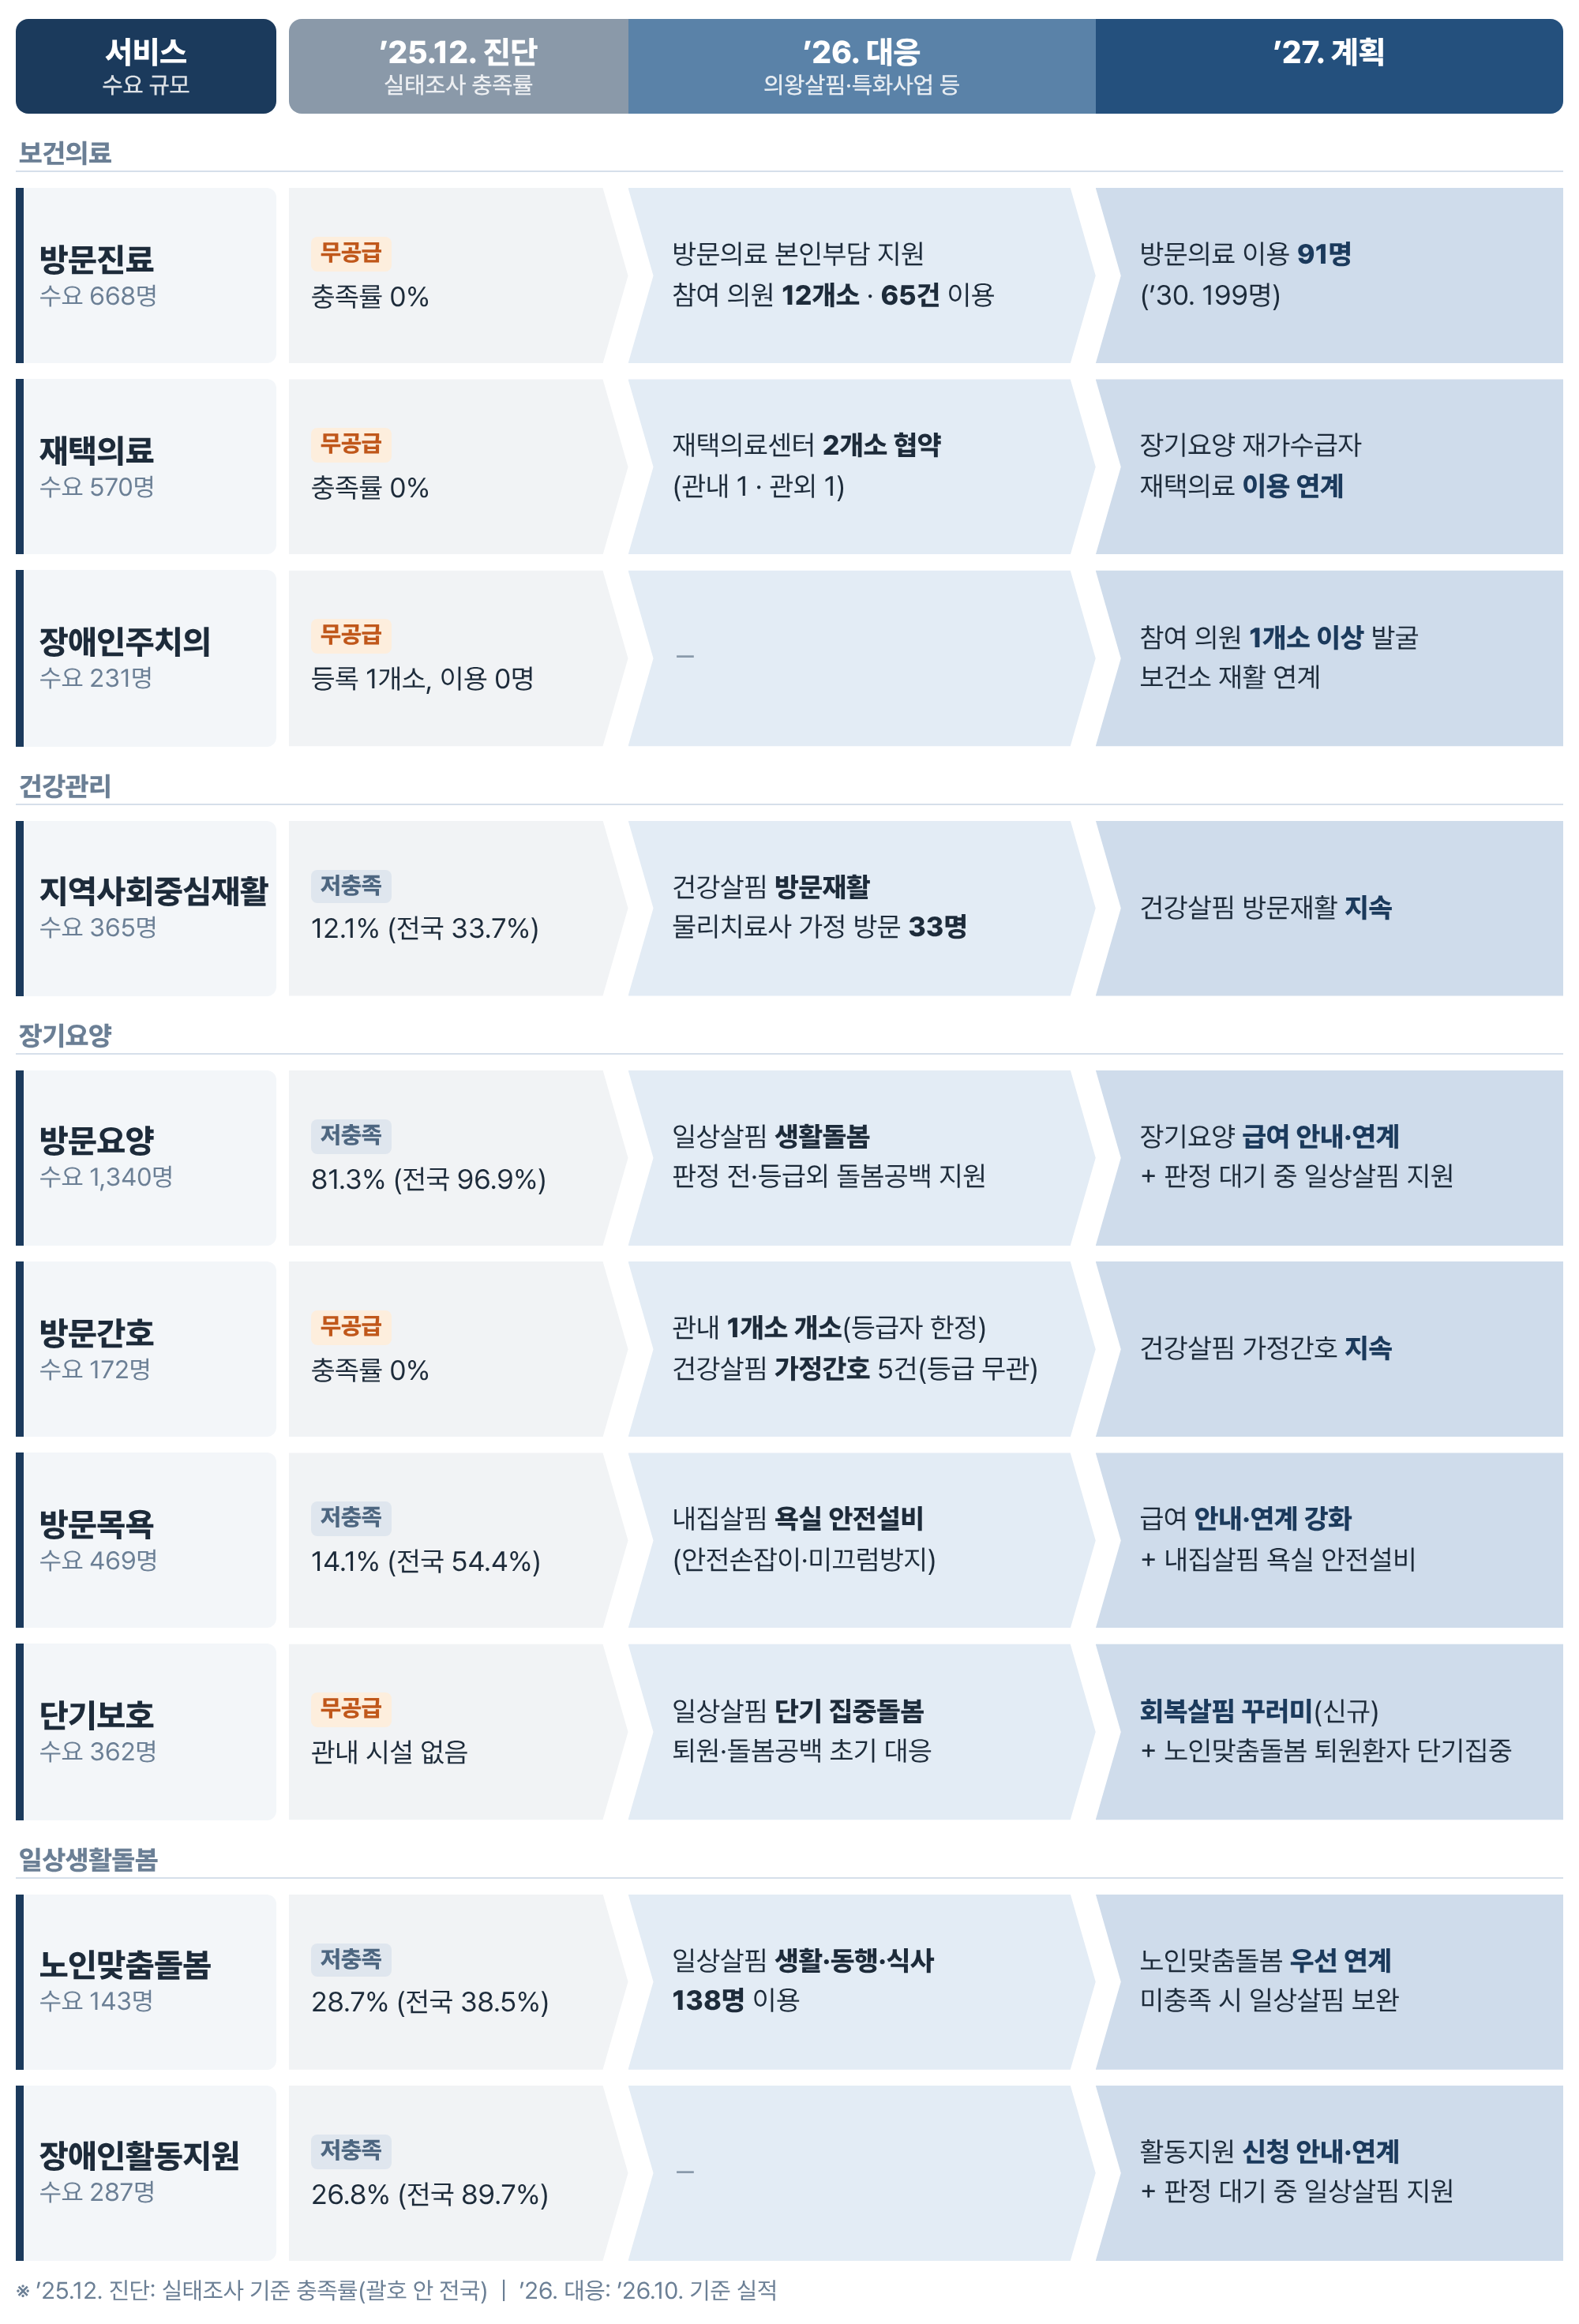 서비스
수요 규모
’25.12. 진단
실태조사 충족률
’26. 대응
의왕살핌·특화사업 등
’27. 계획
보건의료
방문진료
수요 668명
무공급
충족률 0%
방문의료 본인부담 지원
참여 의원 12개소 · 65건 이용
방문의료 이용 91명
(’30. 199명)
재택의료
수요 570명
무공급
충족률 0%
재택의료센터 2개소 협약
(관내 1 · 관외 1)
장기요양 재가수급자
재택의료 이용 연계
장애인주치의
수요 231명
무공급
등록 1개소, 이용 0명
–
참여 의원 1개소 이상 발굴
보건소 재활 연계
건강관리
지역사회중심재활
수요 365명
저충족
12.1% (전국 33.7%)
건강살핌 방문재활
물리치료사 가정 방문 33명
건강살핌 방문재활 지속
장기요양
방문요양
수요 1,340명
저충족
81.3% (전국 96.9%)
일상살핌 생활돌봄
판정 전·등급외 돌봄공백 지원
장기요양 급여 안내·연계
+ 판정 대기 중 일상살핌 지원
방문간호
수요 172명
무공급
충족률 0%
관내 1개소 개소(등급자 한정)
건강살핌 가정간호 5건(등급 무관)
건강살핌 가정간호 지속
방문목욕
수요 469명
저충족
14.1% (전국 54.4%)
내집살핌 욕실 안전설비
(안전손잡이·미끄럼방지)
급여 안내·연계 강화
+ 내집살핌 욕실 안전설비
단기보호
수요 362명
무공급
관내 시설 없음
일상살핌 단기 집중돌봄
퇴원·돌봄공백 초기 대응
회복살핌 꾸러미(신규)
+ 노인맞춤돌봄 퇴원환자 단기집중
일상생활돌봄
노인맞춤돌봄
수요 143명
저충족
28.7% (전국 38.5%)
일상살핌 생활·동행·식사
138명 이용
노인맞춤돌봄 우선 연계
미충족 시 일상살핌 보완
장애인활동지원
수요 287명
저충족
26.8% (전국 89.7%)
–
활동지원 신청 안내·연계
+ 판정 대기 중 일상살핌 지원
※ ’25.12. 진단: 실태조사 기준 충족률(괄호 안 전국) | ’26. 대응: ’26.10. 기준 실적